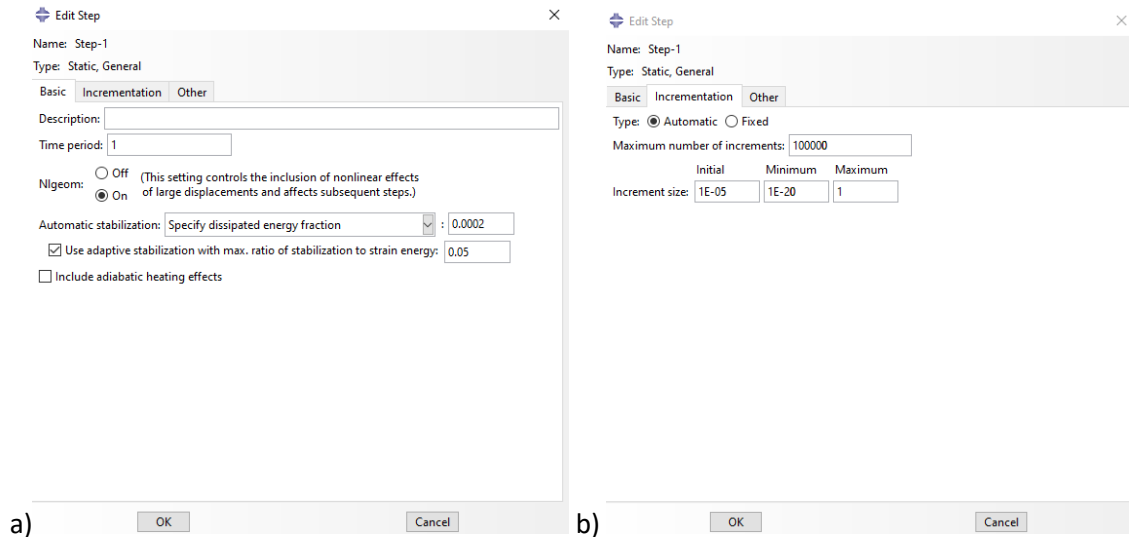 Edit Step
Name: Step-1
Type: Static, General
Basic Incrementation Other
Description:
Time period: 1
Nlgeom: Off (This setting controls the inclusion of nonlinear effects
On of large displacements and affects subsequent steps.)
Automatic stabilization: Specify dissipated energy fraction : 0.0002
Use adaptive stabilization with max. ratio of stabilization to strain energy: 0.05
Include adiabatic heating effects
a) OK Cancel
Edit Step
Name: Step-1
Type: Static, General
Basic Incrementation Other
Type: Automatic Fixed
Maximum number of increments: 100000
Initial Minimum Maximum
Increment size: 1E-05 1E-20 1
b) OK Cancel